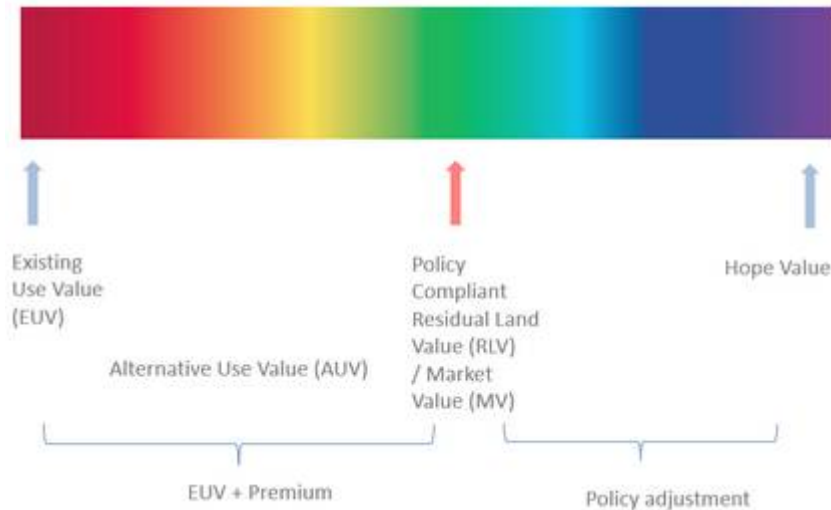 Existing
Use Value
(EUV)
Policy
Compliant
Residual Land
Value (RLV)
/ Market
Value (MV)
Hope Value
Alternative Use Value (AUV)
EUV + Premium
Policy adjustment